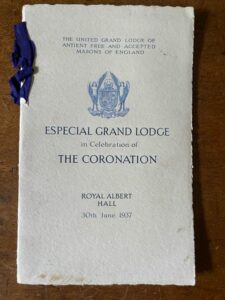 THE UNITED GRAND LODGE OF
ANTIENT FREE AND ACCEPTED
MASONS OF ENGLAND
ESPECIAL GRAND LODGE
in Celebration of
THE CORONATION
ROYAL ALBERT
HALL
30th June 1937